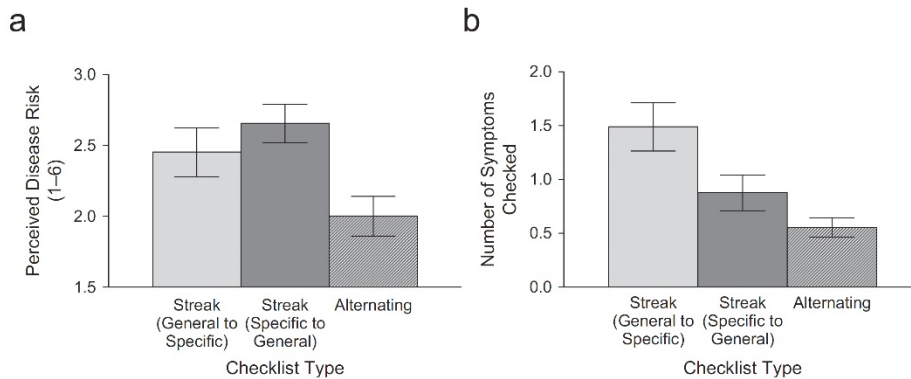 a
Perceived Disease Risk
(1–6)
3.0
2.5
2.0
1.5
Streak
(General to
Specific)
Streak
(Specific to
General)
Alternating
Checklist Type
b
Number of Symptoms
Checked
2.0
1.5
1.0
0.5
0.0
Streak
(General to
Specific)
Streak
(Specific to
General)
Alternating
Checklist Type